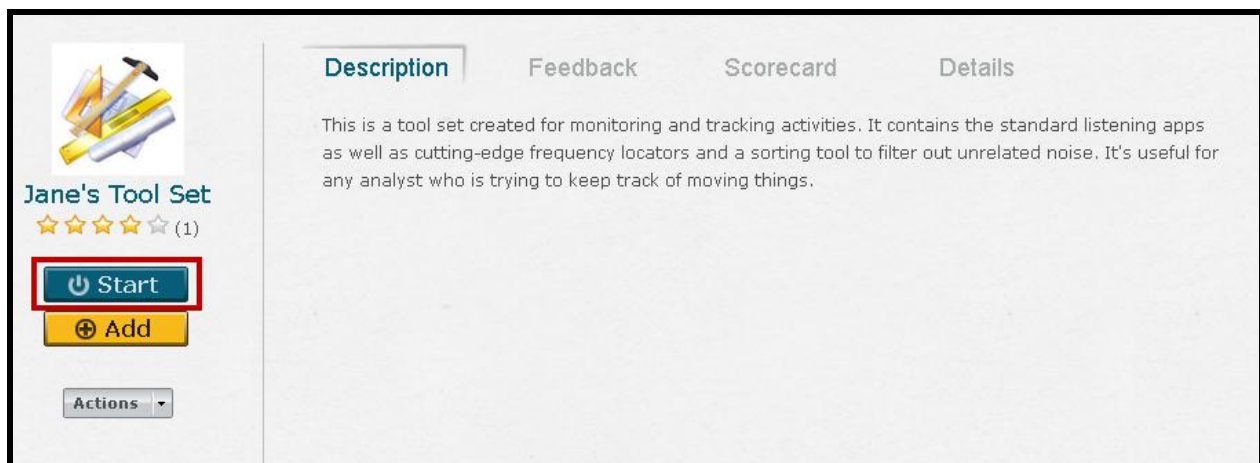 Description Feedback Scorecard Details
This is a tool set created for monitoring and tracking activities. It contains the standard listening apps
as well as cutting-edge frequency locators and a sorting tool to filter out unrelated noise. It's useful for
any analyst who is trying to keep track of moving things.
Jane's Tool Set
(1)
Start
Add
Actions